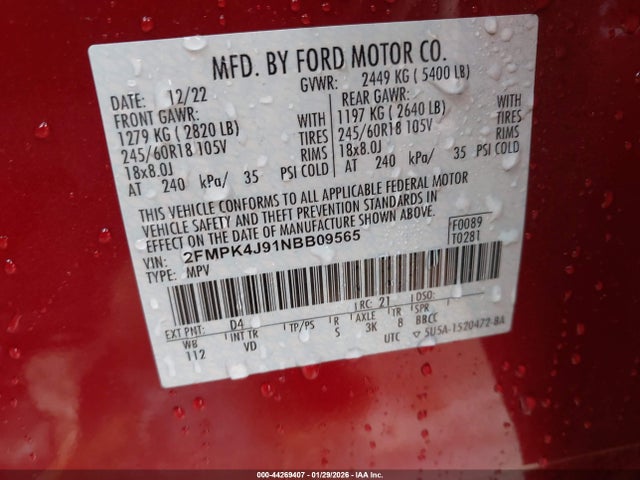 MFD. BY FORD MOTOR CO.
DATE: 12/22 GVWR: 2449 KG ( 5400 LB)
FRONT GAWR: REAR GAWR:
1279 KG ( 2820 LB) WITH 1197 KG ( 2640 LB) WITH
245/60R18 105V TIRES 245/60R18 105V TIRES
18x8.0J RIMS 18x8.0J RIMS
AT 240 kPa/ 35 PSI COLD AT 240 kPa/ 35 PSI COLD
THIS VEHICLE CONFORMS TO ALL APPLICABLE FEDERAL MOTOR
VEHICLE SAFETY AND THEFT PREVENTION STANDARDS IN
EFFECT ON THE DATE OF MANUFACTURE SHOWN ABOVE.
VIN: 2FMPK4J91NBB09565 F0089
TYPE: MPV T0281
EXT PNT: D4 RC: 21 DSO:
WB INT TR TP/PS R AXLE TR SPR
112 VD S 3K 8 BBCC
UTC ▽ 5U5A-1520472-BA
000-44269407 - 01/29/2026 - IAA Inc.